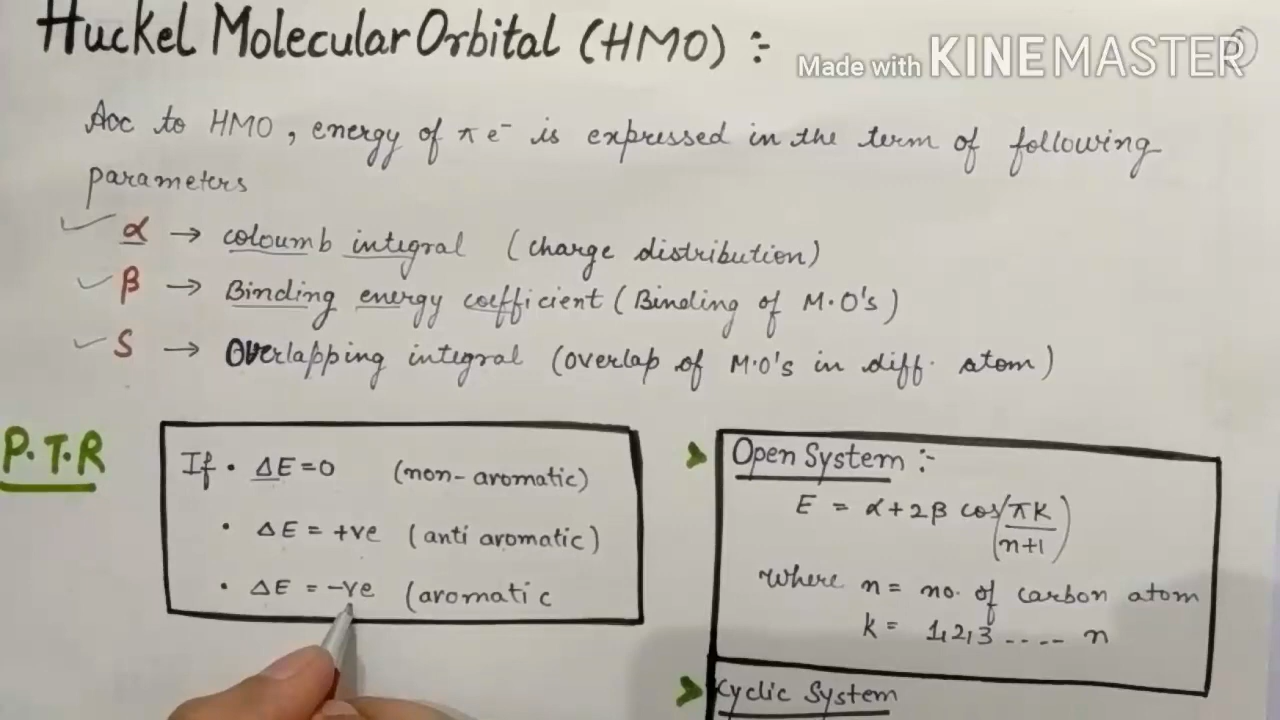 Huckel Molecular Orbital (HMO) :-
Made with KINEMASTER
Acc to HMO, energy of π e⁻ is expressed in the term of following
parameters
α → coloumb integral (charge distribution)
β → Binding energy coefficient (Binding of M.O's)
S → Overlapping integral (overlap of M.O's in diff. atom)
P.T.R
If • ΔE = 0 (non-aromatic)
• ΔE = +ve (anti aromatic)
• ΔE = -ve (aromatic
Open System :-
E = α + 2β cos(πk/n+1)
where n = no. of carbon atom
k = 1,2,3 ..... n
Cyclic System